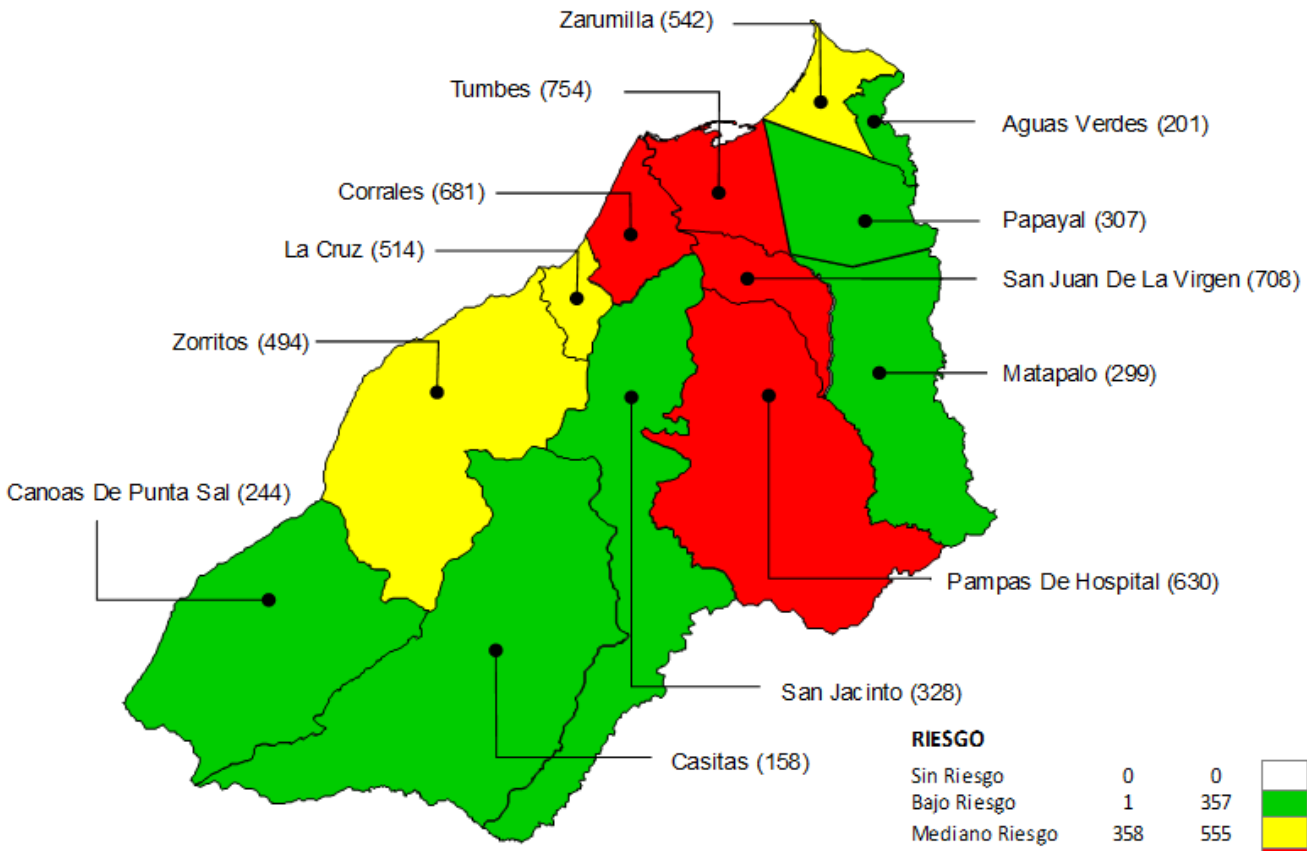 Zarumilla (542)
Tumbes (754)
Aguas Verdes (201)
Corrales (681)
Papayal (307)
La Cruz (514)
San Juan De La Virgen (708)
Zorritos (494)
Matapalo (299)
Canoas De Punta Sal (244)
Pampas De Hospital (630)
San Jacinto (328)
Casitas (158)
RIESGO
Sin Riesgo 0 0
Bajo Riesgo 1 357
Mediano Riesgo 358 555